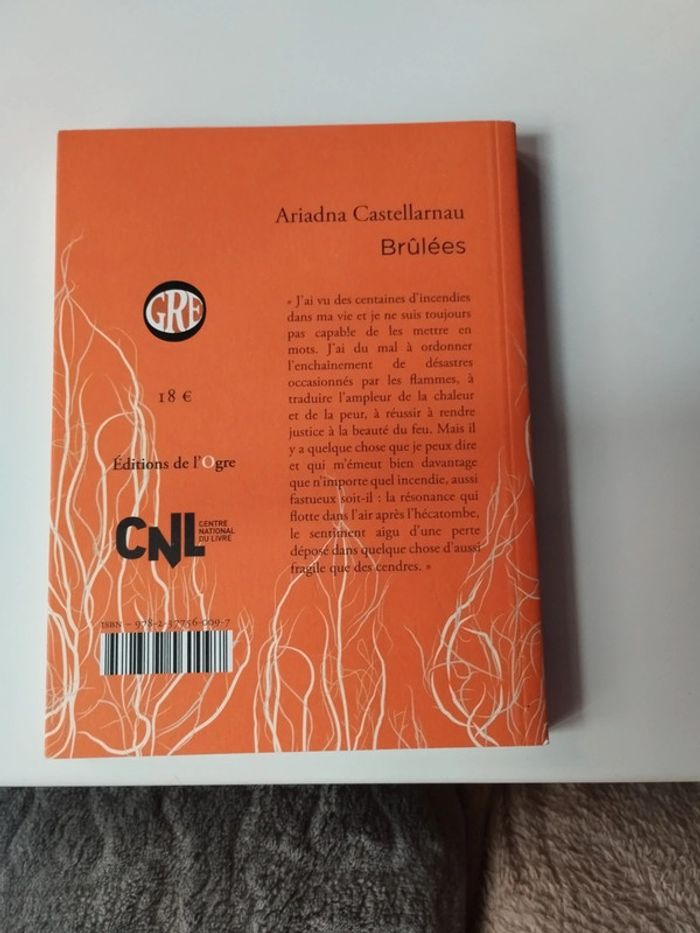 Ariadna Castellarnau
Brûlées
« J'ai vu des centaines d'incendies
dans ma vie et je ne suis toujours
pas capable de les mettre en
mots. J'ai du mal à ordonner
l'enchaînement de désastres
occasionnés par les flammes, à
traduire l'ampleur de la chaleur
et de la peur, à réussir à rendre
justice à la beauté du feu. Mais il
y a quelque chose que je peux dire
et qui m'émeut bien davantage
que n'importe quel incendie, aussi
fastueux soit-il : la résonance qui
flotte dans l'air après l'hécatombe,
le sentiment aigu d'une perte
déposé dans quelque chose d'aussi
fragile que des cendres. »
GRE
18 €
Éditions de l'Ogre
CNL
CENTRE
NATIONAL
DU LIVRE
ISBN – 978-2-37756-009-7